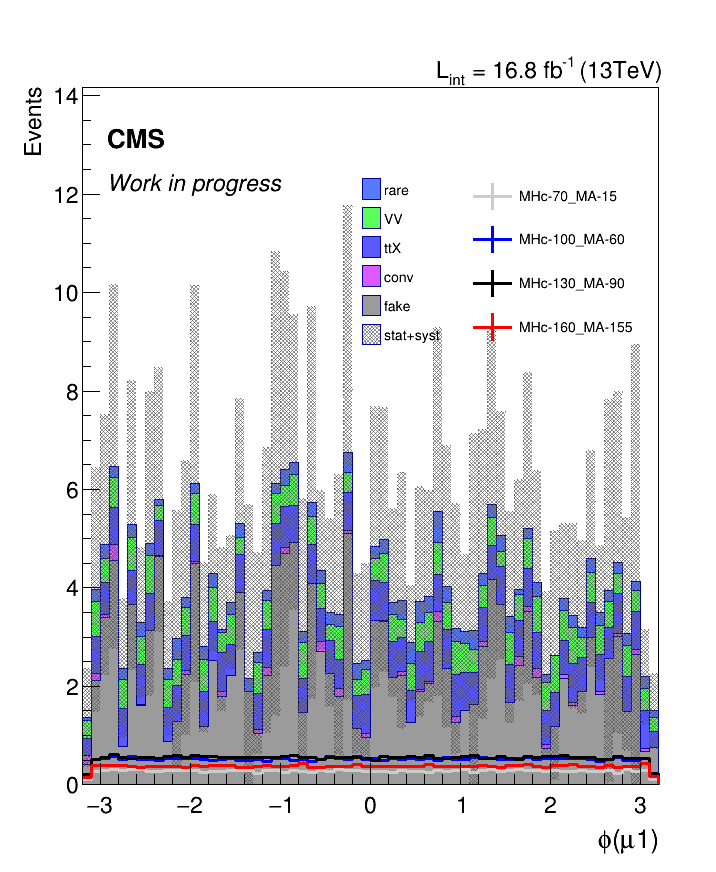 L_int = 16.8 fb^-1 (13TeV)
Events
CMS
Work in progress
rare
VV
ttX
conv
fake
stat+syst
MHc-70_MA-15
MHc-100_MA-60
MHc-130_MA-90
MHc-160_MA-155
14
12
10
8
6
4
2
0
−3 −2 −1 0 1 2 3
ϕ(μ1)